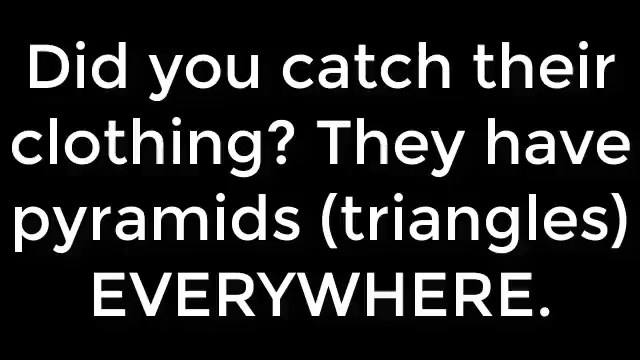 Did you catch their
clothing? They have
pyramids (triangles)
EVERYWHERE.